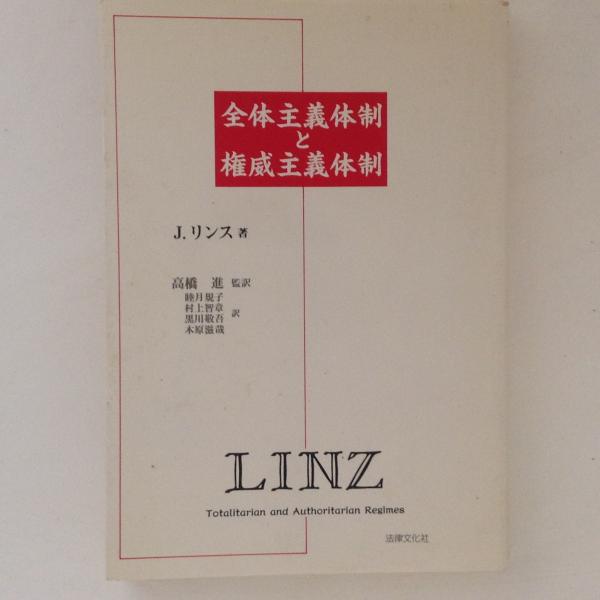 全体主義体制
と
権威主義体制
J.リンス 著
高橋 進 監訳
睦月規子
村上智章
黒川敬吾 訳
木原滋哉
LINZ
Totalitarian and Authoritarian Regimes
法律文化社